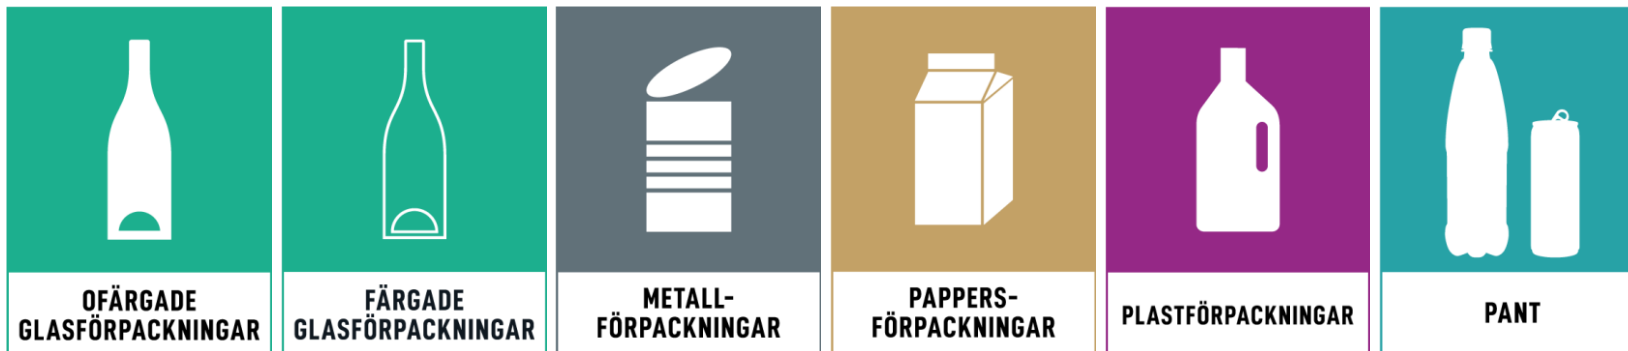 OFÄRGADE
GLASFÖRPACKNINGAR
FÄRGADE
GLASFÖRPACKNINGAR
METALL-
FÖRPACKNINGAR
PAPPERS-
FÖRPACKNINGAR
PLASTFÖRPACKNINGAR
PANT